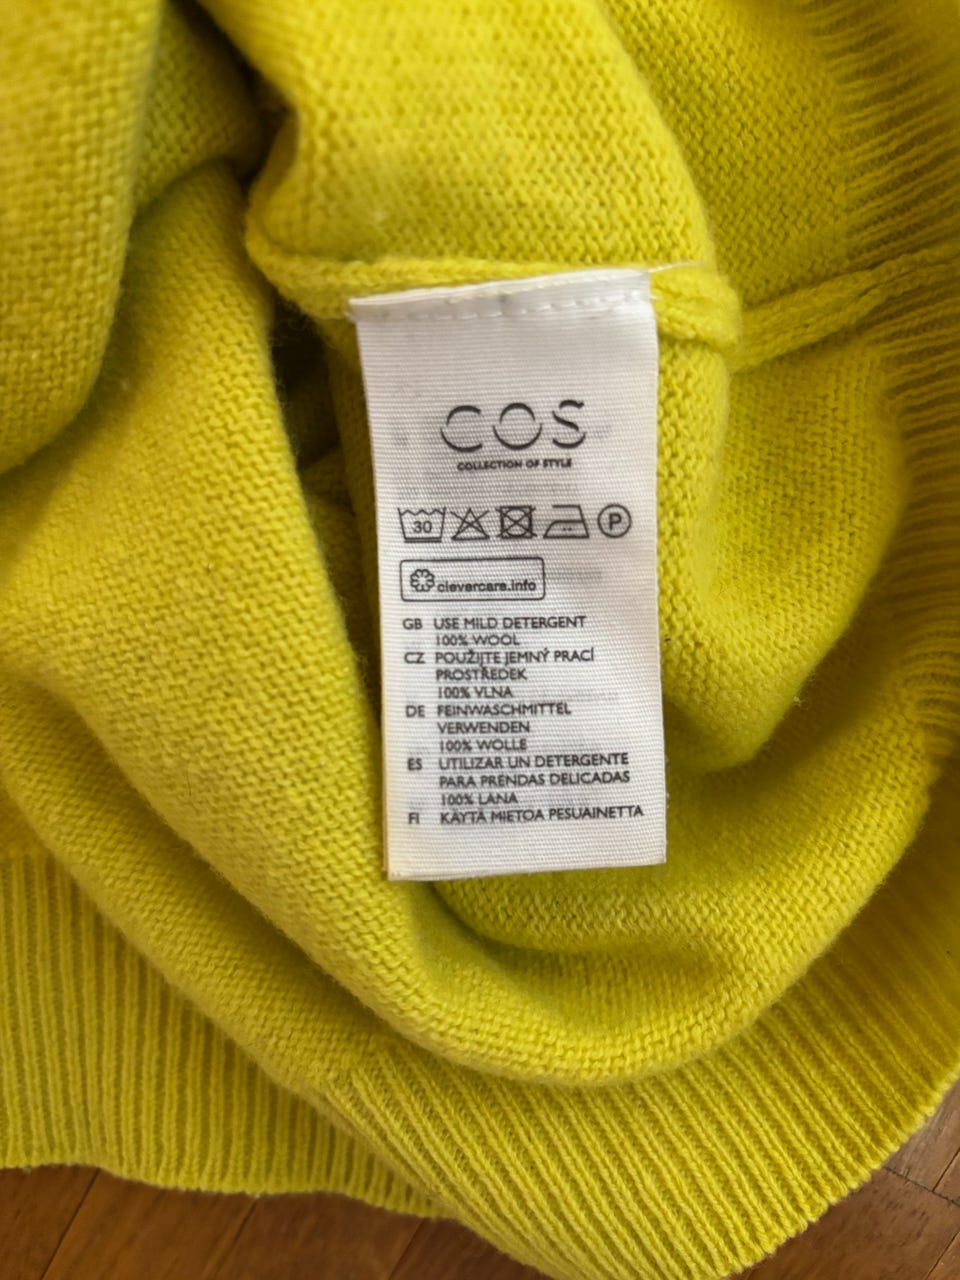 COS
COLLECTION OF STYLE
30 P
clevercare.info
GB USE MILD DETERGENT
100% WOOL
CZ POUŽIJTE JEMNÝ PRACÍ
PROSTŘEDEK
100% VLNA
DE FEINWASCHMITTEL
VERWENDEN
100% WOLLE
ES UTILIZAR UN DETERGENTE
PARA PRENDAS DELICADAS
100% LANA
FI KÄYTÄ MIETOA PESUAINETTA